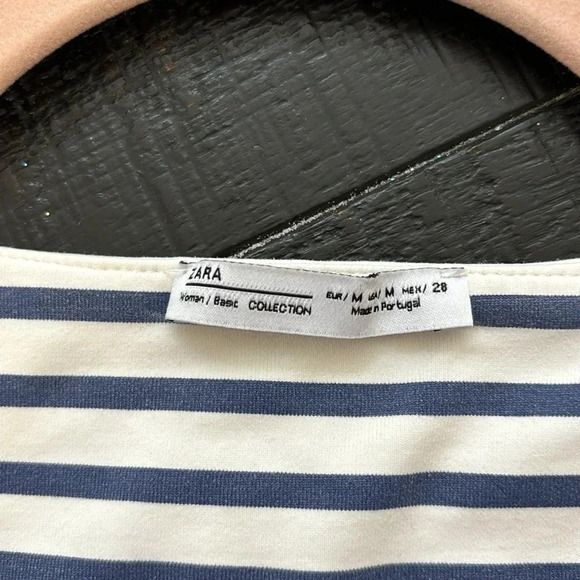 ZARA
Woman / Basic COLLECTION
EUR / M USA / M MEX / 28
Made in Portugal